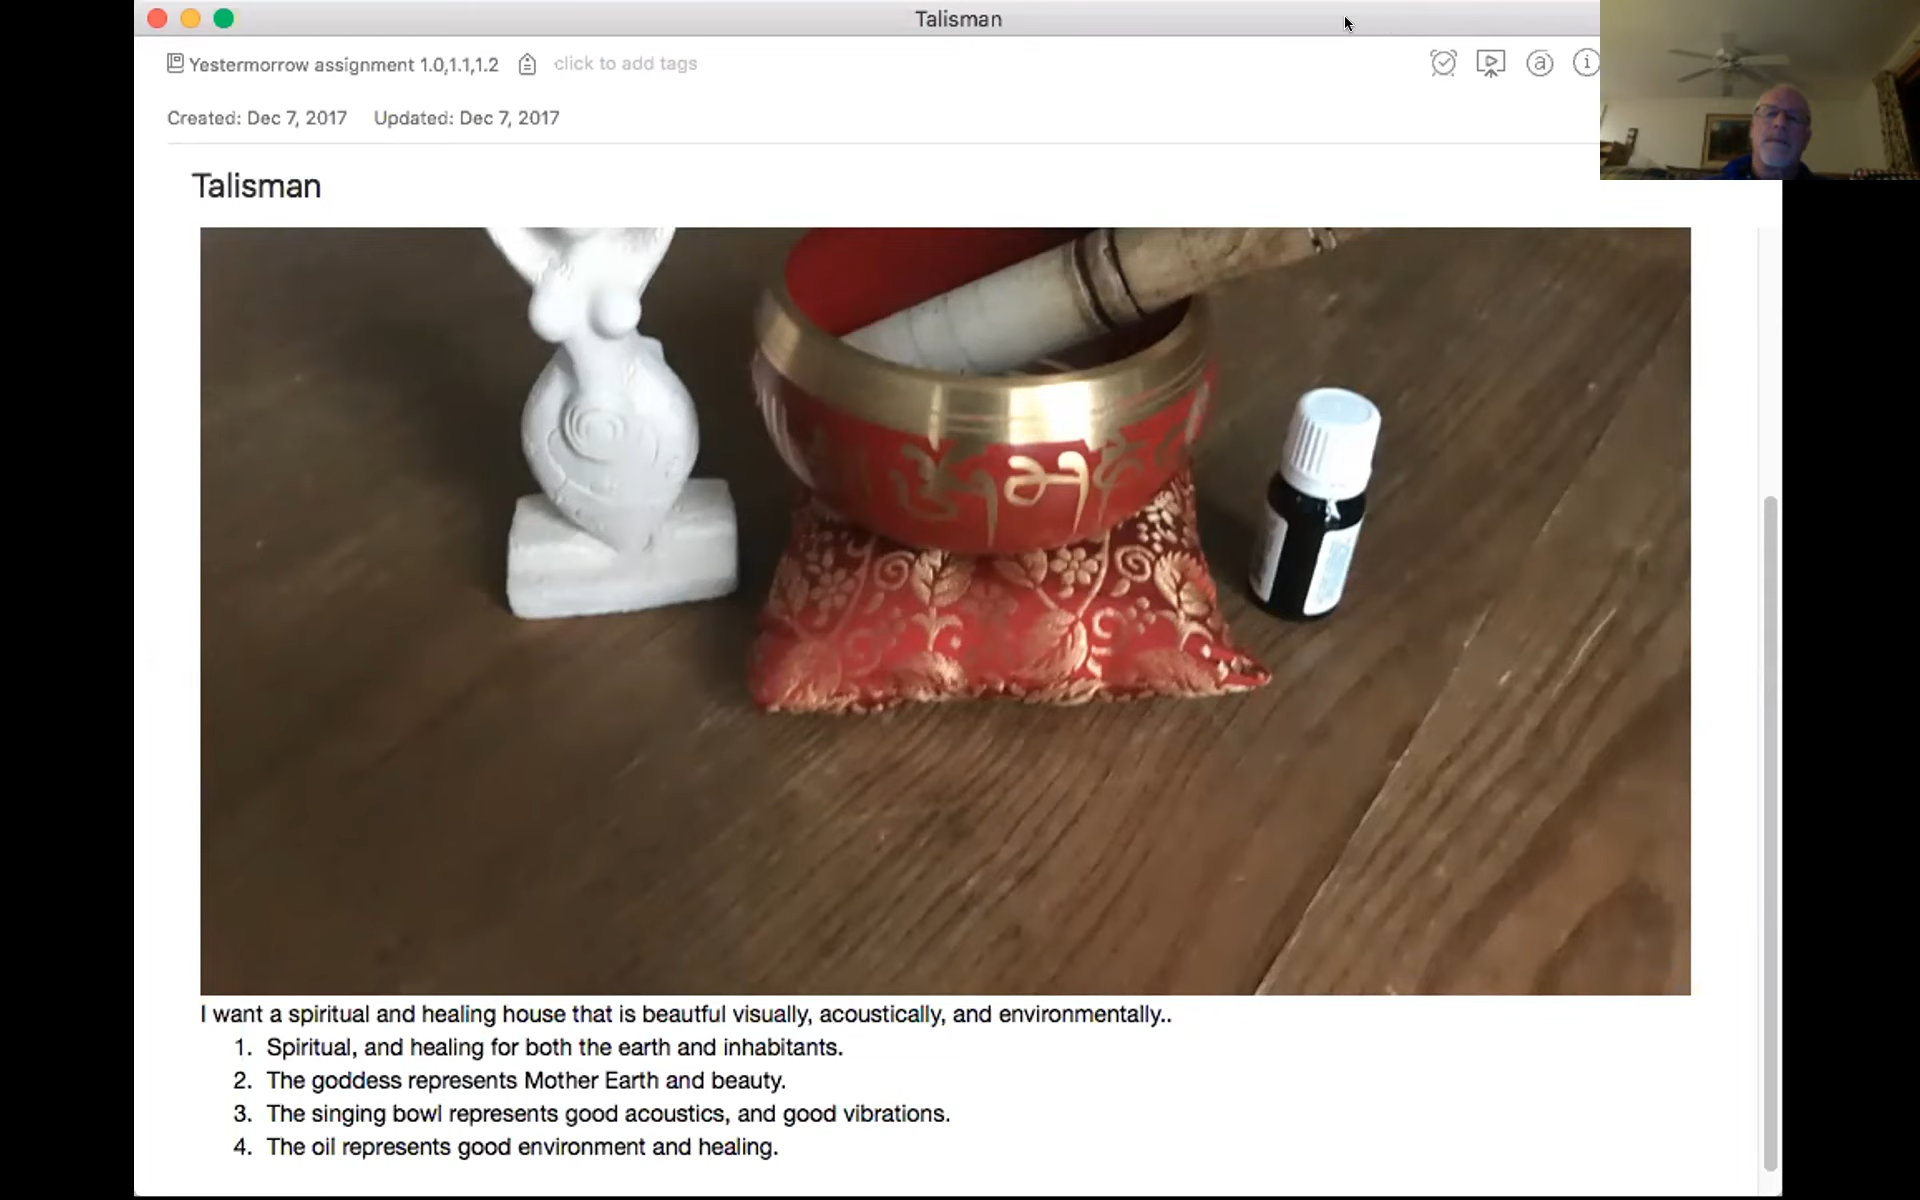 Talisman
Yestermorrow assignment 1.0,1.1,1.2 click to add tags
Created: Dec 7, 2017 Updated: Dec 7, 2017
Talisman
I want a spiritual and healing house that is beautful visually, acoustically, and environmentally..
1. Spiritual, and healing for both the earth and inhabitants.
2. The goddess represents Mother Earth and beauty.
3. The singing bowl represents good acoustics, and good vibrations.
4. The oil represents good environment and healing.